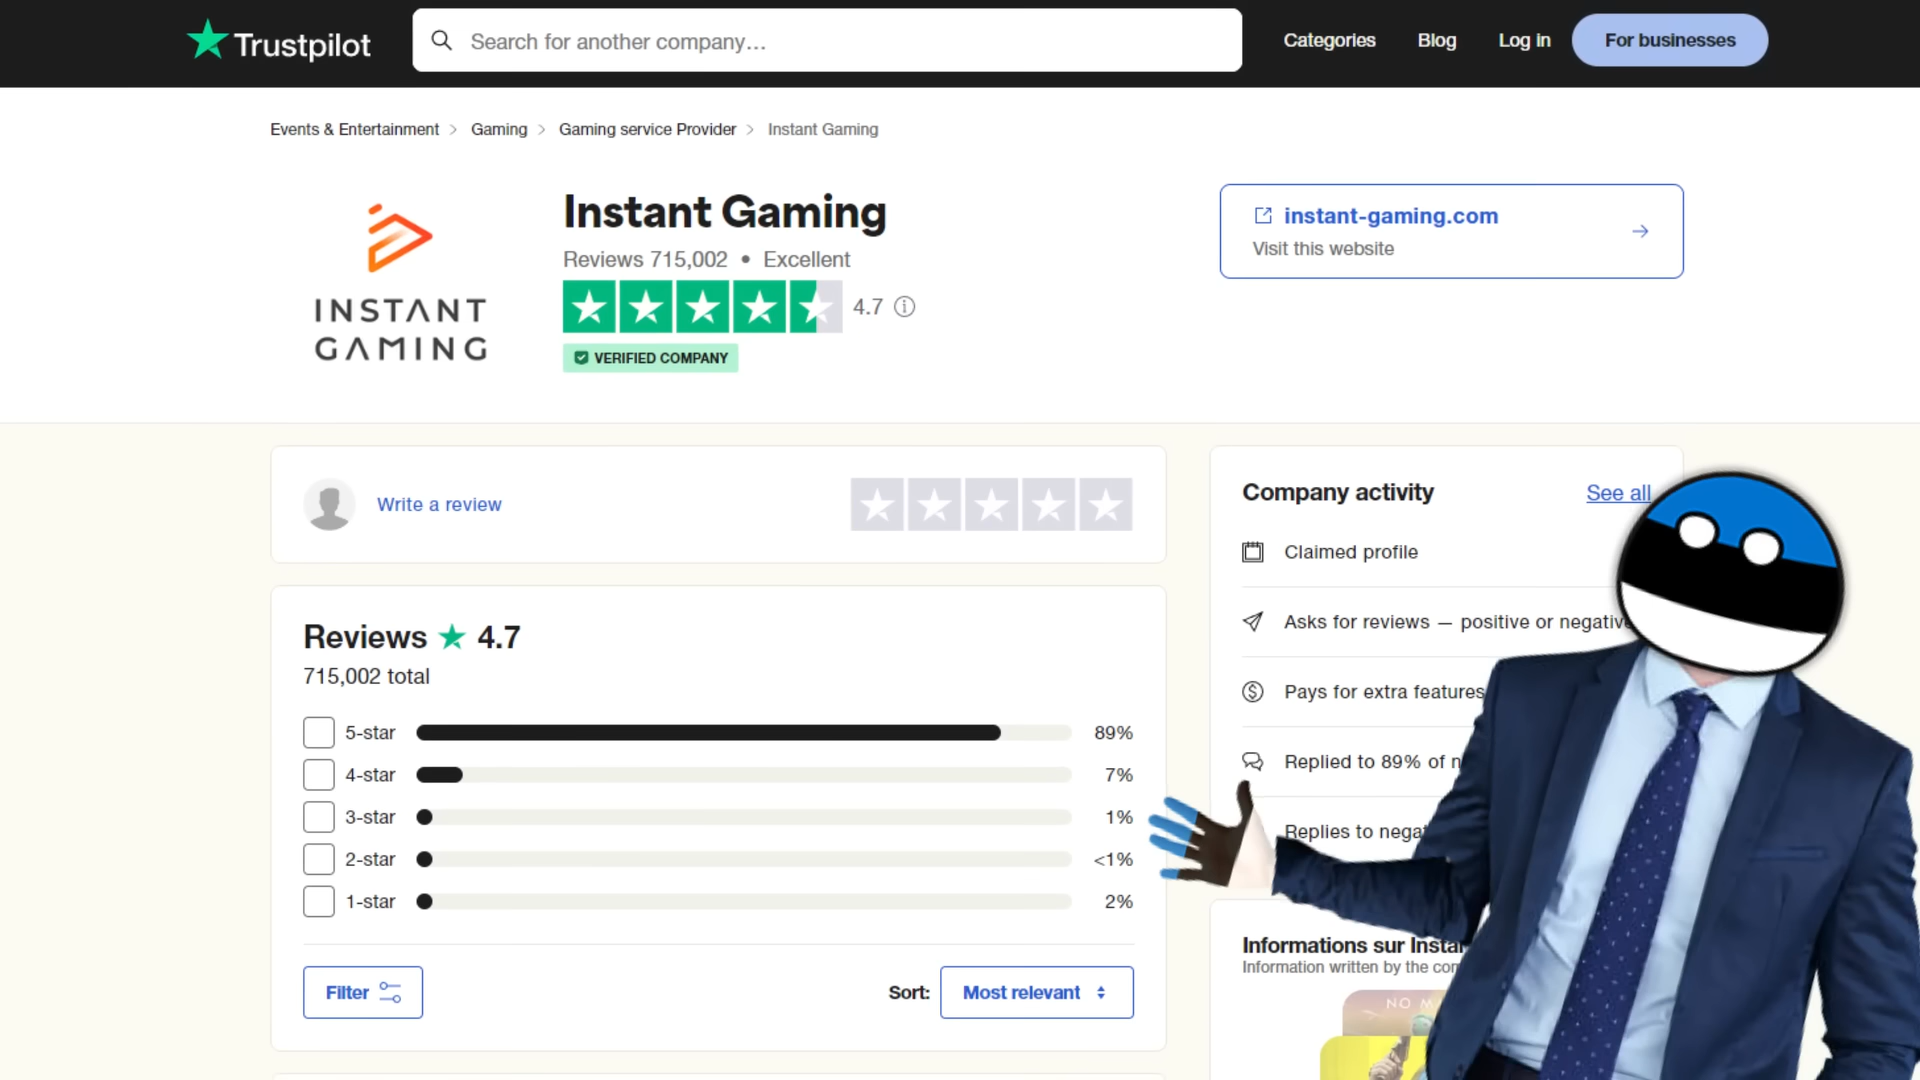 Trustpilot
Search for another company...
Categories
Blog
Log in
For businesses
Events & Entertainment > Gaming > Gaming service Provider > Instant Gaming
INSTANT
GAMING
Instant Gaming
Reviews 715,002 • Excellent
4.7
VERIFIED COMPANY
instant-gaming.com
Visit this website
Write a review
Reviews 4.7
715,002 total
5-star 89%
4-star 7%
3-star 1%
2-star <1%
1-star 2%
Filter
Sort: Most relevant
Company activity See all
Claimed profile
Asks for reviews — positive or negative
Pays for extra features
Replied to 89% of
Replies to
Informations sur
Information written by the
NO